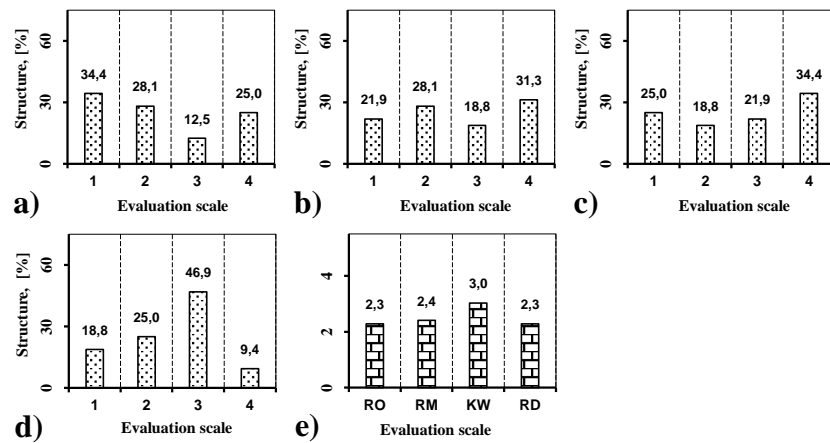 Structure, [%]
60
30
0
34,4
28,1
12,5
25,0
1 2 3 4
a) Evaluation scale
Structure, [%]
60
30
0
21,9
28,1
18,8
31,3
1 2 3 4
b) Evaluation scale
Structure, [%]
60
30
0
25,0
18,8
21,9
34,4
1 2 3 4
c) Evaluation scale
Structure, [%]
60
30
0
18,8
25,0
46,9
9,4
1 2 3 4
d) Evaluation scale
4
2
0
2,3
2,4
3,0
2,3
RO RM KW RD
e) Evaluation scale